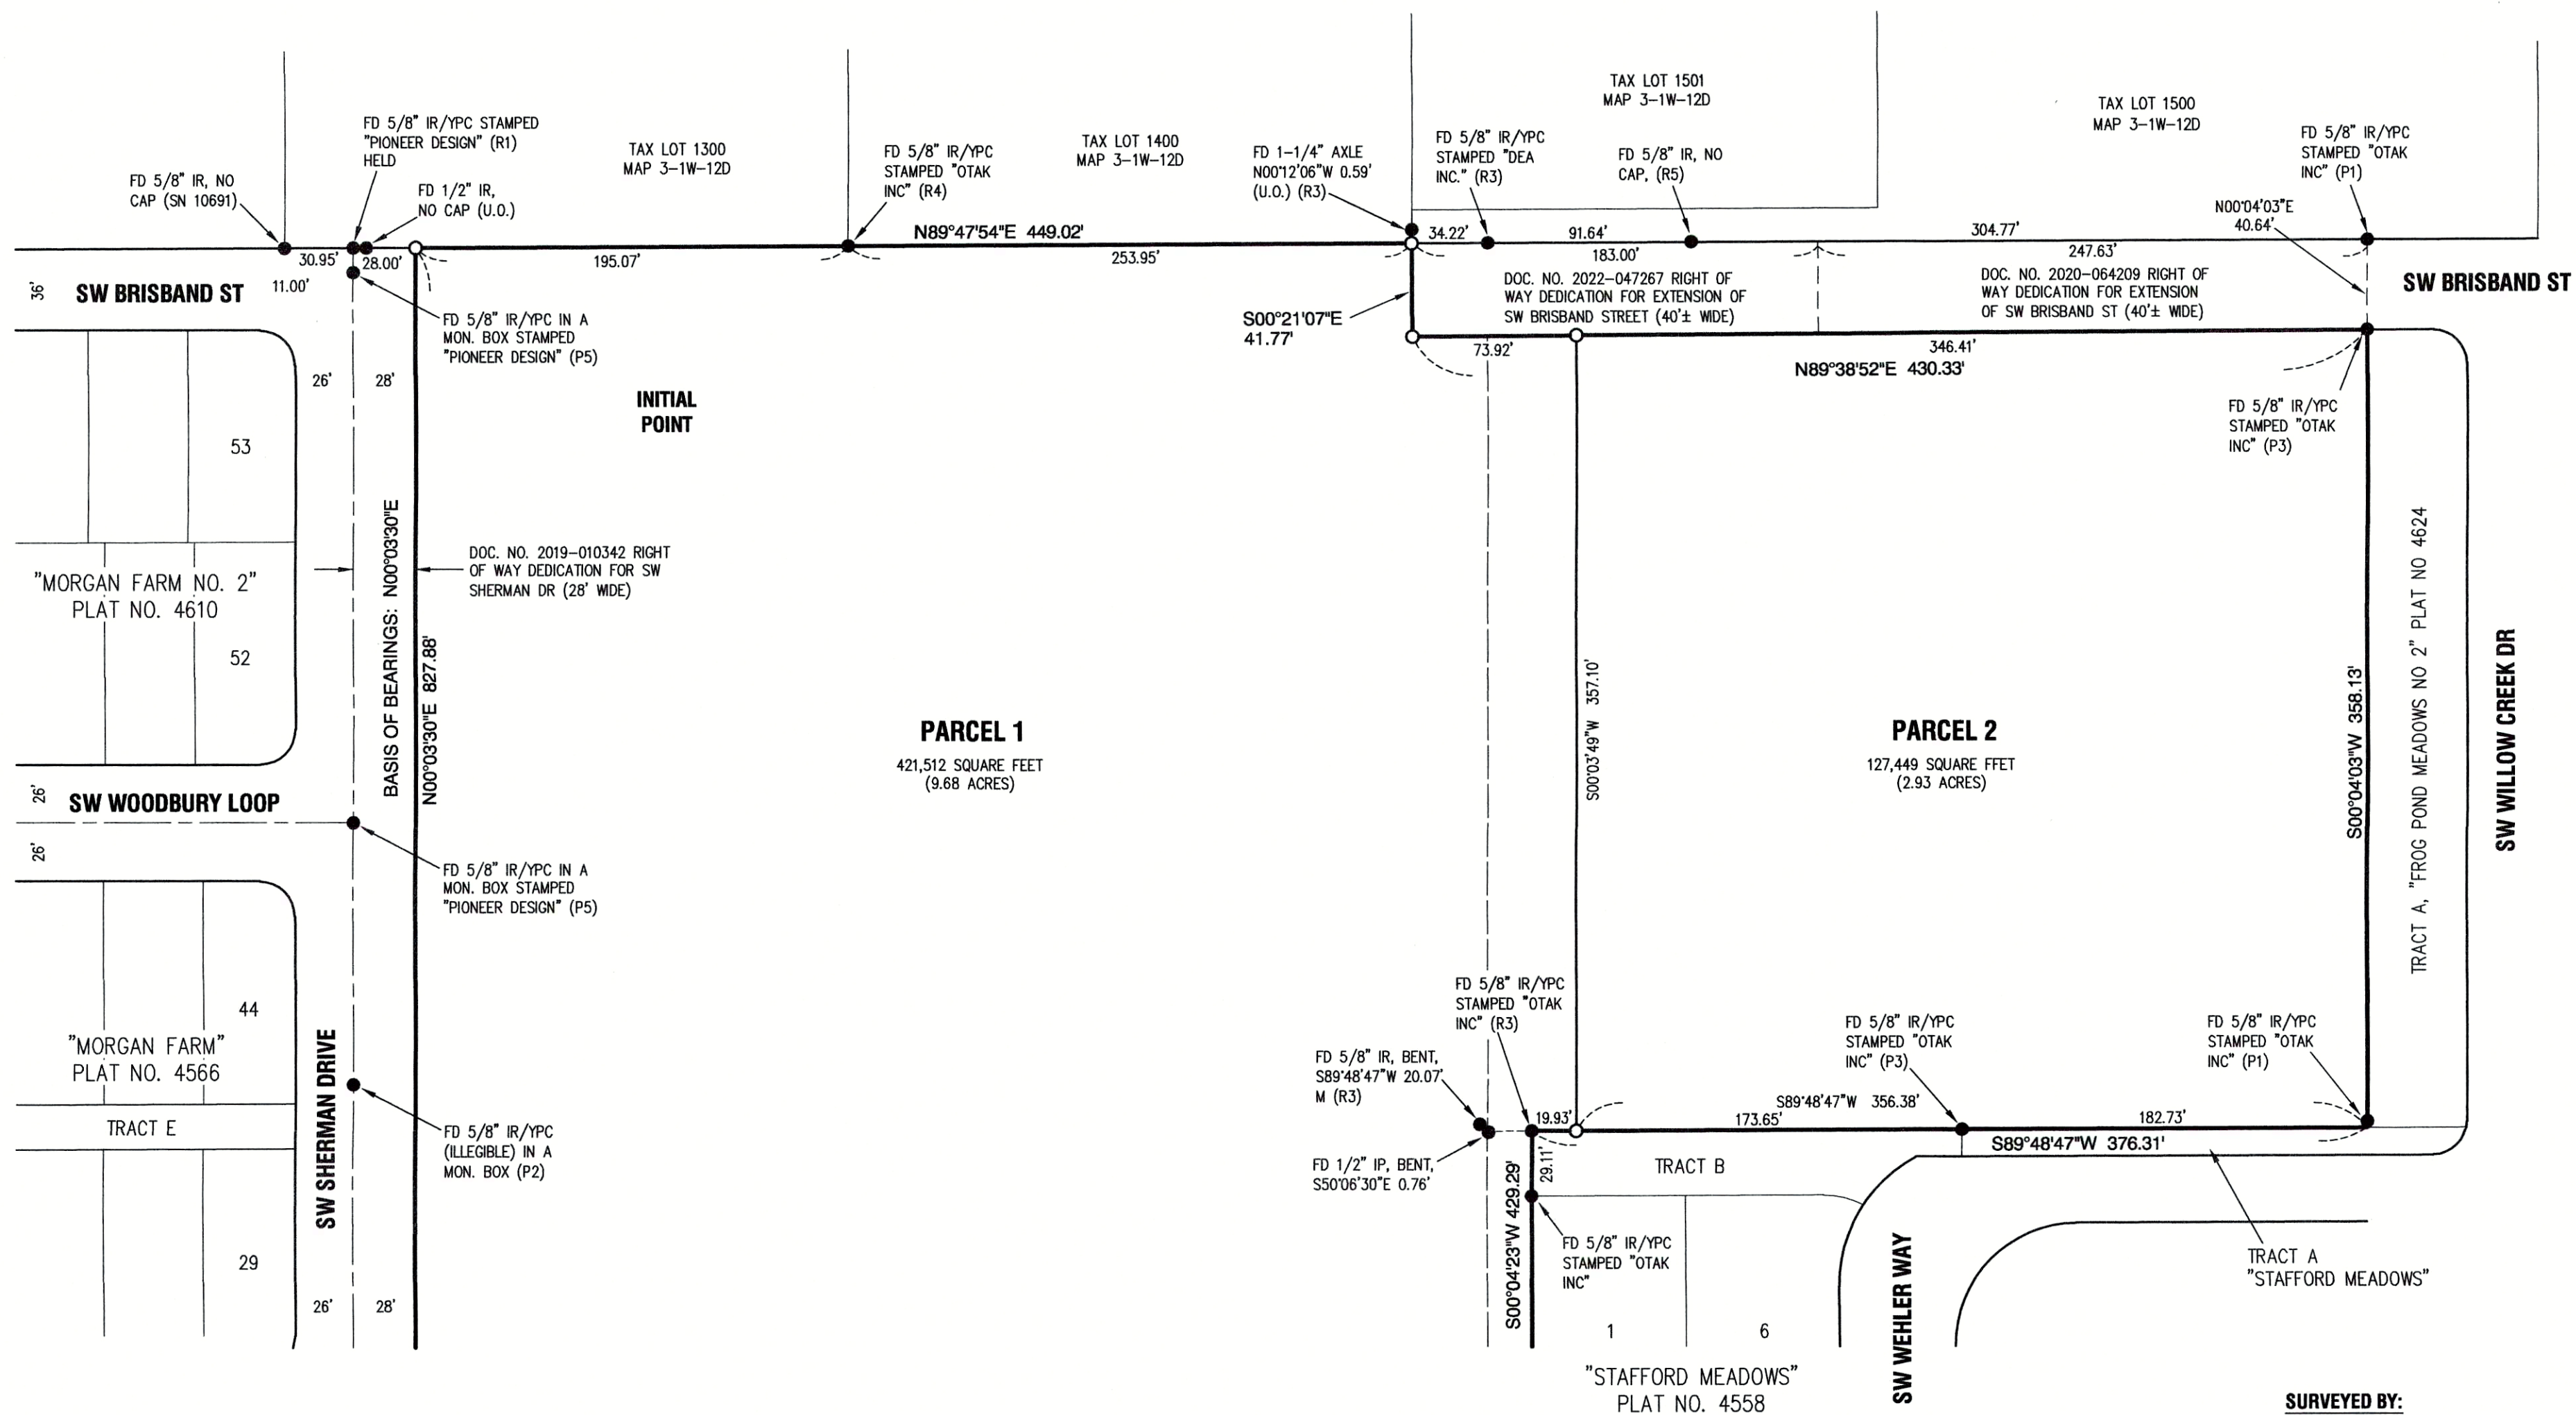 TAX LOT 1501
MAP 3-1W-12D
TAX LOT 1500
MAP 3-1W-12D
FD 5/8" IR/YPC STAMPED
"PIONEER DESIGN" (R1)
HELD
TAX LOT 1300
MAP 3-1W-12D
TAX LOT 1400
MAP 3-1W-12D
FD 5/8" IR/YPC
STAMPED "OTAK
INC" (R4)
FD 1-1/4" AXLE
N00°12'06"W 0.59'
(U.O.) (R3)
FD 5/8" IR/YPC
STAMPED "DEA
INC." (R3)
FD 5/8" IR, NO
CAP, (R5)
FD 5/8" IR/YPC
STAMPED "OTAK
INC" (P1)
FD 5/8" IR, NO
CAP (SN 10691)
FD 1/2" IR,
NO CAP (U.O.)
N00°04'03"E
40.64'
N89°47'54"E 449.02'
34.22'
91.64'
304.77'
30.95'
28.00'
195.07'
253.95'
183.00'
247.63'
11.00'
36'
SW BRISBAND ST
DOC. NO. 2022-047267 RIGHT OF
WAY DEDICATION FOR EXTENSION OF
SW BRISBAND STREET (40'± WIDE)
DOC. NO. 2020-064209 RIGHT OF
WAY DEDICATION FOR EXTENSION
OF SW BRISBAND ST (40'± WIDE)
SW BRISBAND ST
FD 5/8" IR/YPC IN A
MON. BOX STAMPED
"PIONEER DESIGN" (P5)
S00°21'07"E
41.77'
73.92'
346.41'
N89°38'52"E 430.33'
26'
28'
INITIAL
POINT
FD 5/8" IR/YPC
STAMPED "OTAK
INC" (P3)
53
BASIS OF BEARINGS: N00°03'30"E
N00°03'30"E 827.88'
DOC. NO. 2019-010342 RIGHT
OF WAY DEDICATION FOR SW
SHERMAN DR (28' WIDE)
"MORGAN FARM NO. 2"
PLAT NO. 4610
52
PARCEL 1
421,512 SQUARE FEET
(9.68 ACRES)
S00°03'49"W 357.10'
PARCEL 2
127,449 SQUARE FFET
(2.93 ACRES)
S00°04'03"W 358.13'
TRACT A, "FROG POND MEADOWS NO 2" PLAT NO 4624
SW WILLOW CREEK DR
26'
SW WOODBURY LOOP
26'
FD 5/8" IR/YPC IN A
MON. BOX STAMPED
"PIONEER DESIGN" (P5)
44
"MORGAN FARM"
PLAT NO. 4566
TRACT E
SW SHERMAN DRIVE
FD 5/8" IR/YPC
(ILLEGIBLE) IN A
MON. BOX (P2)
29
26'
28'
FD 5/8" IR/YPC
STAMPED "OTAK
INC" (R3)
FD 5/8" IR, BENT,
S89°48'47"W 20.07'
M (R3)
FD 1/2" IP, BENT,
S50°06'30"E 0.76'
FD 5/8" IR/YPC
STAMPED "OTAK
INC" (P3)
FD 5/8" IR/YPC
STAMPED "OTAK
INC" (P1)
S89°48'47"W 356.38'
19.93'
173.65'
182.73'
S89°48'47"W 376.31'
29.11'
S00°04'23"W 429.29'
TRACT B
FD 5/8" IR/YPC
STAMPED "OTAK
INC"
1
6
"STAFFORD MEADOWS"
PLAT NO. 4558
SW WEHLER WAY
TRACT A
"STAFFORD MEADOWS"
SURVEYED BY: